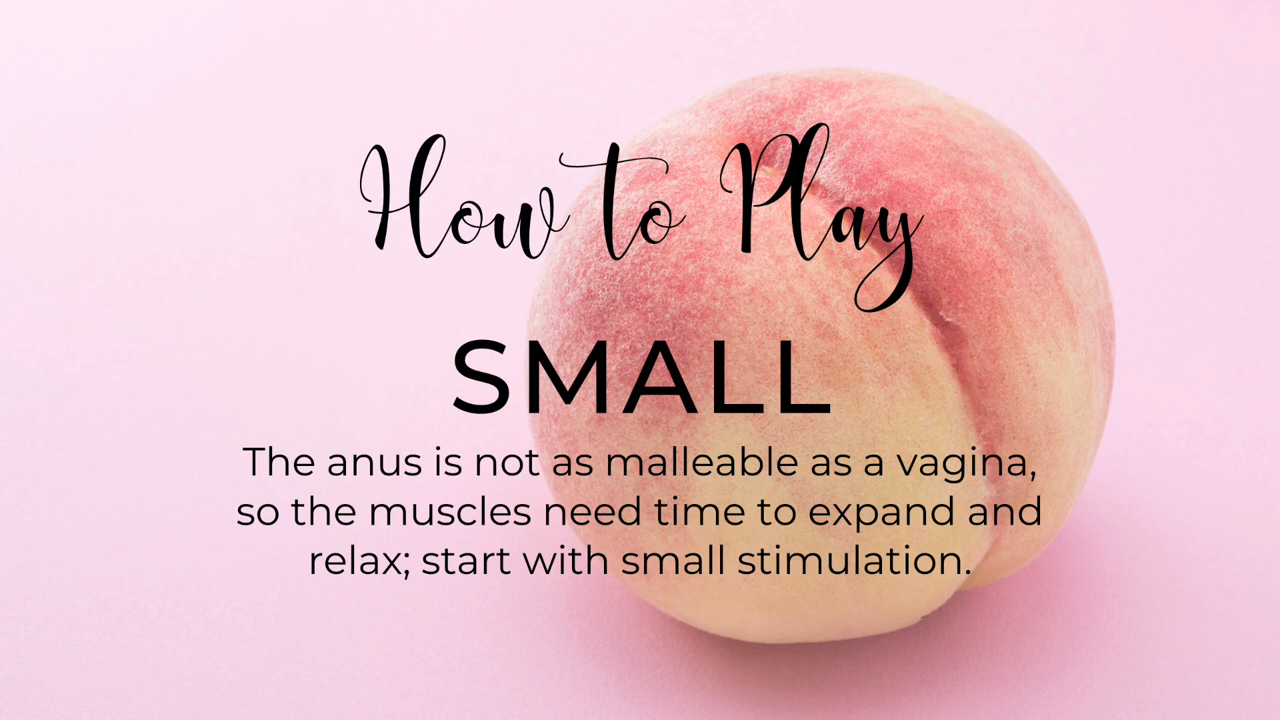 How to Play
SMALL
The anus is not as malleable as a vagina,
so the muscles need time to expand and
relax; start with small stimulation.